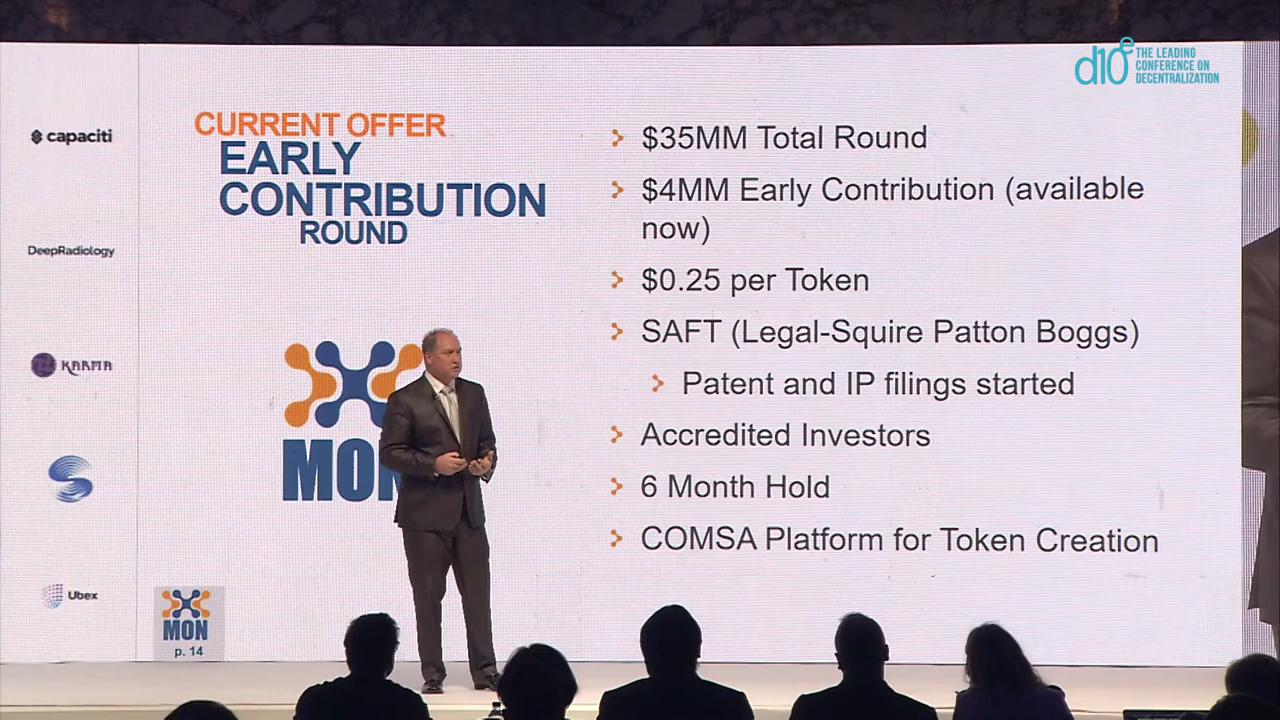 d10e THE LEADING
CONFERENCE ON
DECENTRALIZATION
capaciti
DeepRadiology
KARMA
Ubex
CURRENT OFFER
EARLY
CONTRIBUTION
ROUND
MON
MON
p. 14
$35MM Total Round
$4MM Early Contribution (available
now)
$0.25 per Token
SAFT (Legal-Squire Patton Boggs)
Patent and IP filings started
Accredited Investors
6 Month Hold
COMSA Platform for Token Creation